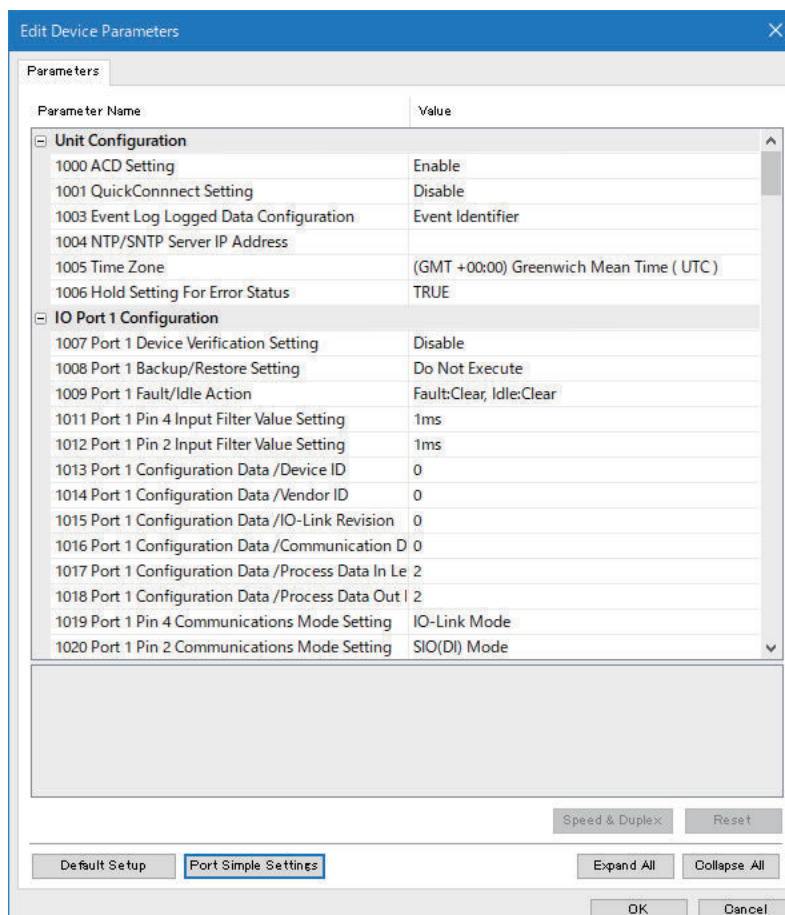 Edit Device Parameters
Parameters
Parameter Name Value
Unit Configuration
1000 ACD Setting Enable
1001 QuickConnnect Setting Disable
1003 Event Log Logged Data Configuration Event Identifier
1004 NTP/SNTP Server IP Address
1005 Time Zone (GMT +00:00) Greenwich Mean Time ( UTC )
1006 Hold Setting For Error Status TRUE
IO Port 1 Configuration
1007 Port 1 Device Verification Setting Disable
1008 Port 1 Backup/Restore Setting Do Not Execute
1009 Port 1 Fault/Idle Action Fault:Clear, Idle:Clear
1011 Port 1 Pin 4 Input Filter Value Setting 1ms
1012 Port 1 Pin 2 Input Filter Value Setting 1ms
1013 Port 1 Configuration Data /Device ID 0
1014 Port 1 Configuration Data /Vendor ID 0
1015 Port 1 Configuration Data /IO-Link Revision 0
1016 Port 1 Configuration Data /Communication D 0
1017 Port 1 Configuration Data /Process Data In Le 2
1018 Port 1 Configuration Data /Process Data Out l 2
1019 Port 1 Pin 4 Communications Mode Setting IO-Link Mode
1020 Port 1 Pin 2 Communications Mode Setting SIO(DI) Mode
Speed & Duplex Reset
Default Setup Port Simple Settings Expand All Collapse All
OK Cancel